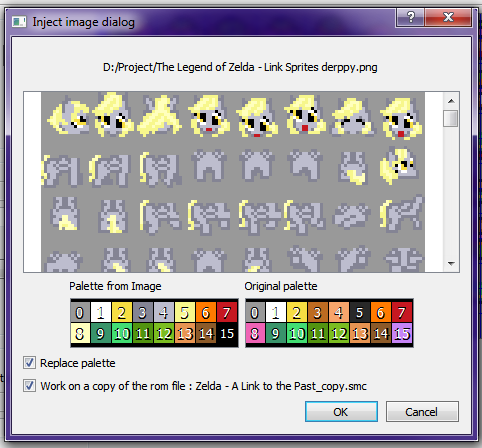 Inject image dialog
D:/Project/The Legend of Zelda - Link Sprites derppy.png
Palette from Image
Original palette
0 1 2 3 4 5 6 7
8 9 10 11 12 13 14 15
0 1 2 3 4 5 6 7
8 9 10 11 12 13 14 15
Replace palette
Work on a copy of the rom file : Zelda - A Link to the Past_copy.smc
OK
Cancel